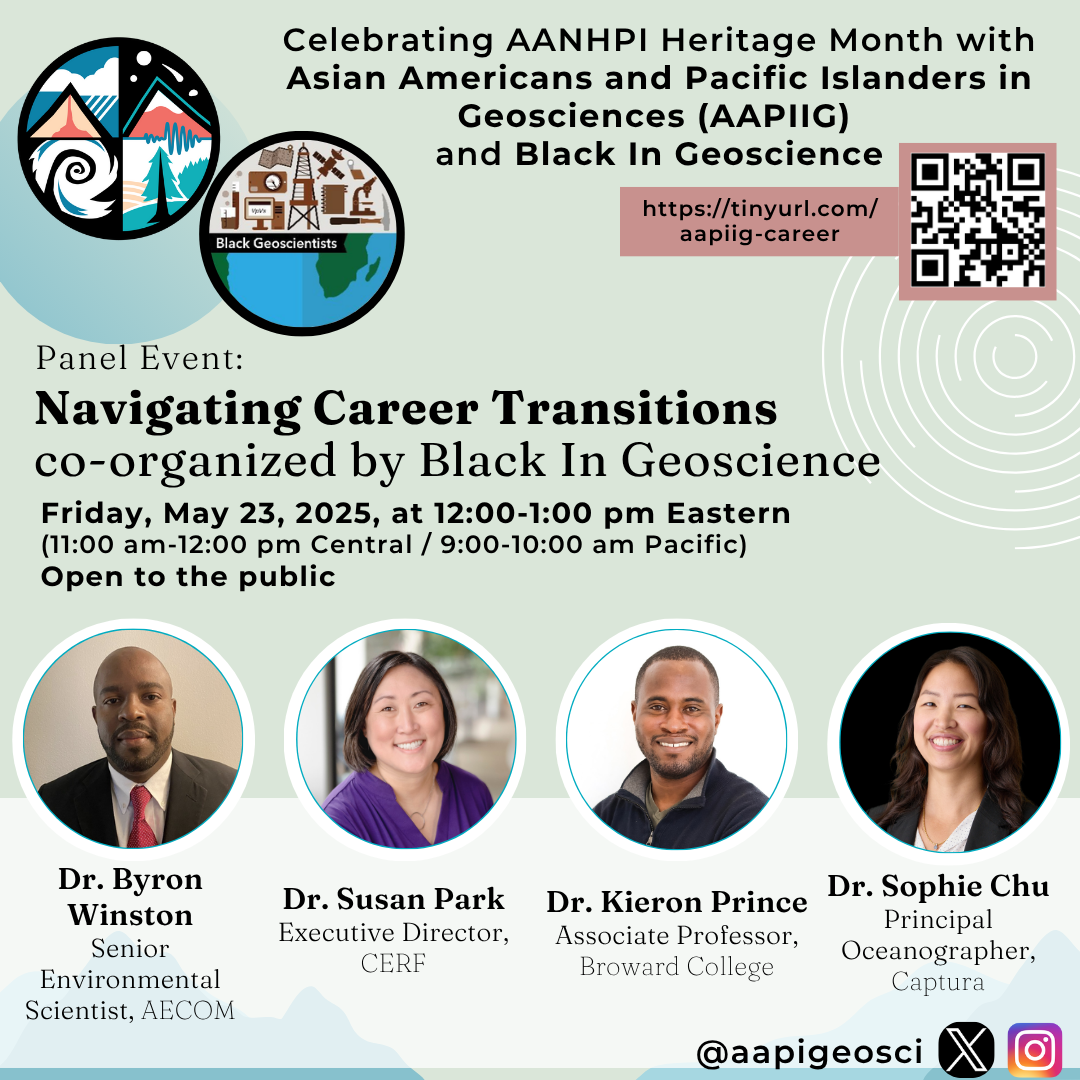 Celebrating AANHPI Heritage Month with
Asian Americans and Pacific Islanders in
Geosciences (AAPIIG)
and Black In Geoscience
https://tinyurl.com/
aapiig-career
VpVs
Black Geoscientists
Panel Event:
Navigating Career Transitions
co-organized by Black In Geoscience
Friday, May 23, 2025, at 12:00-1:00 pm Eastern
(11:00 am-12:00 pm Central / 9:00-10:00 am Pacific)
Open to the public
Dr. Byron
Winston
Senior
Environmental
Scientist, AECOM
Dr. Susan Park
Executive Director,
CERF
Dr. Kieron Prince
Associate Professor,
Broward College
Dr. Sophie Chu
Principal
Oceanographer,
Captura
@aapigeosci